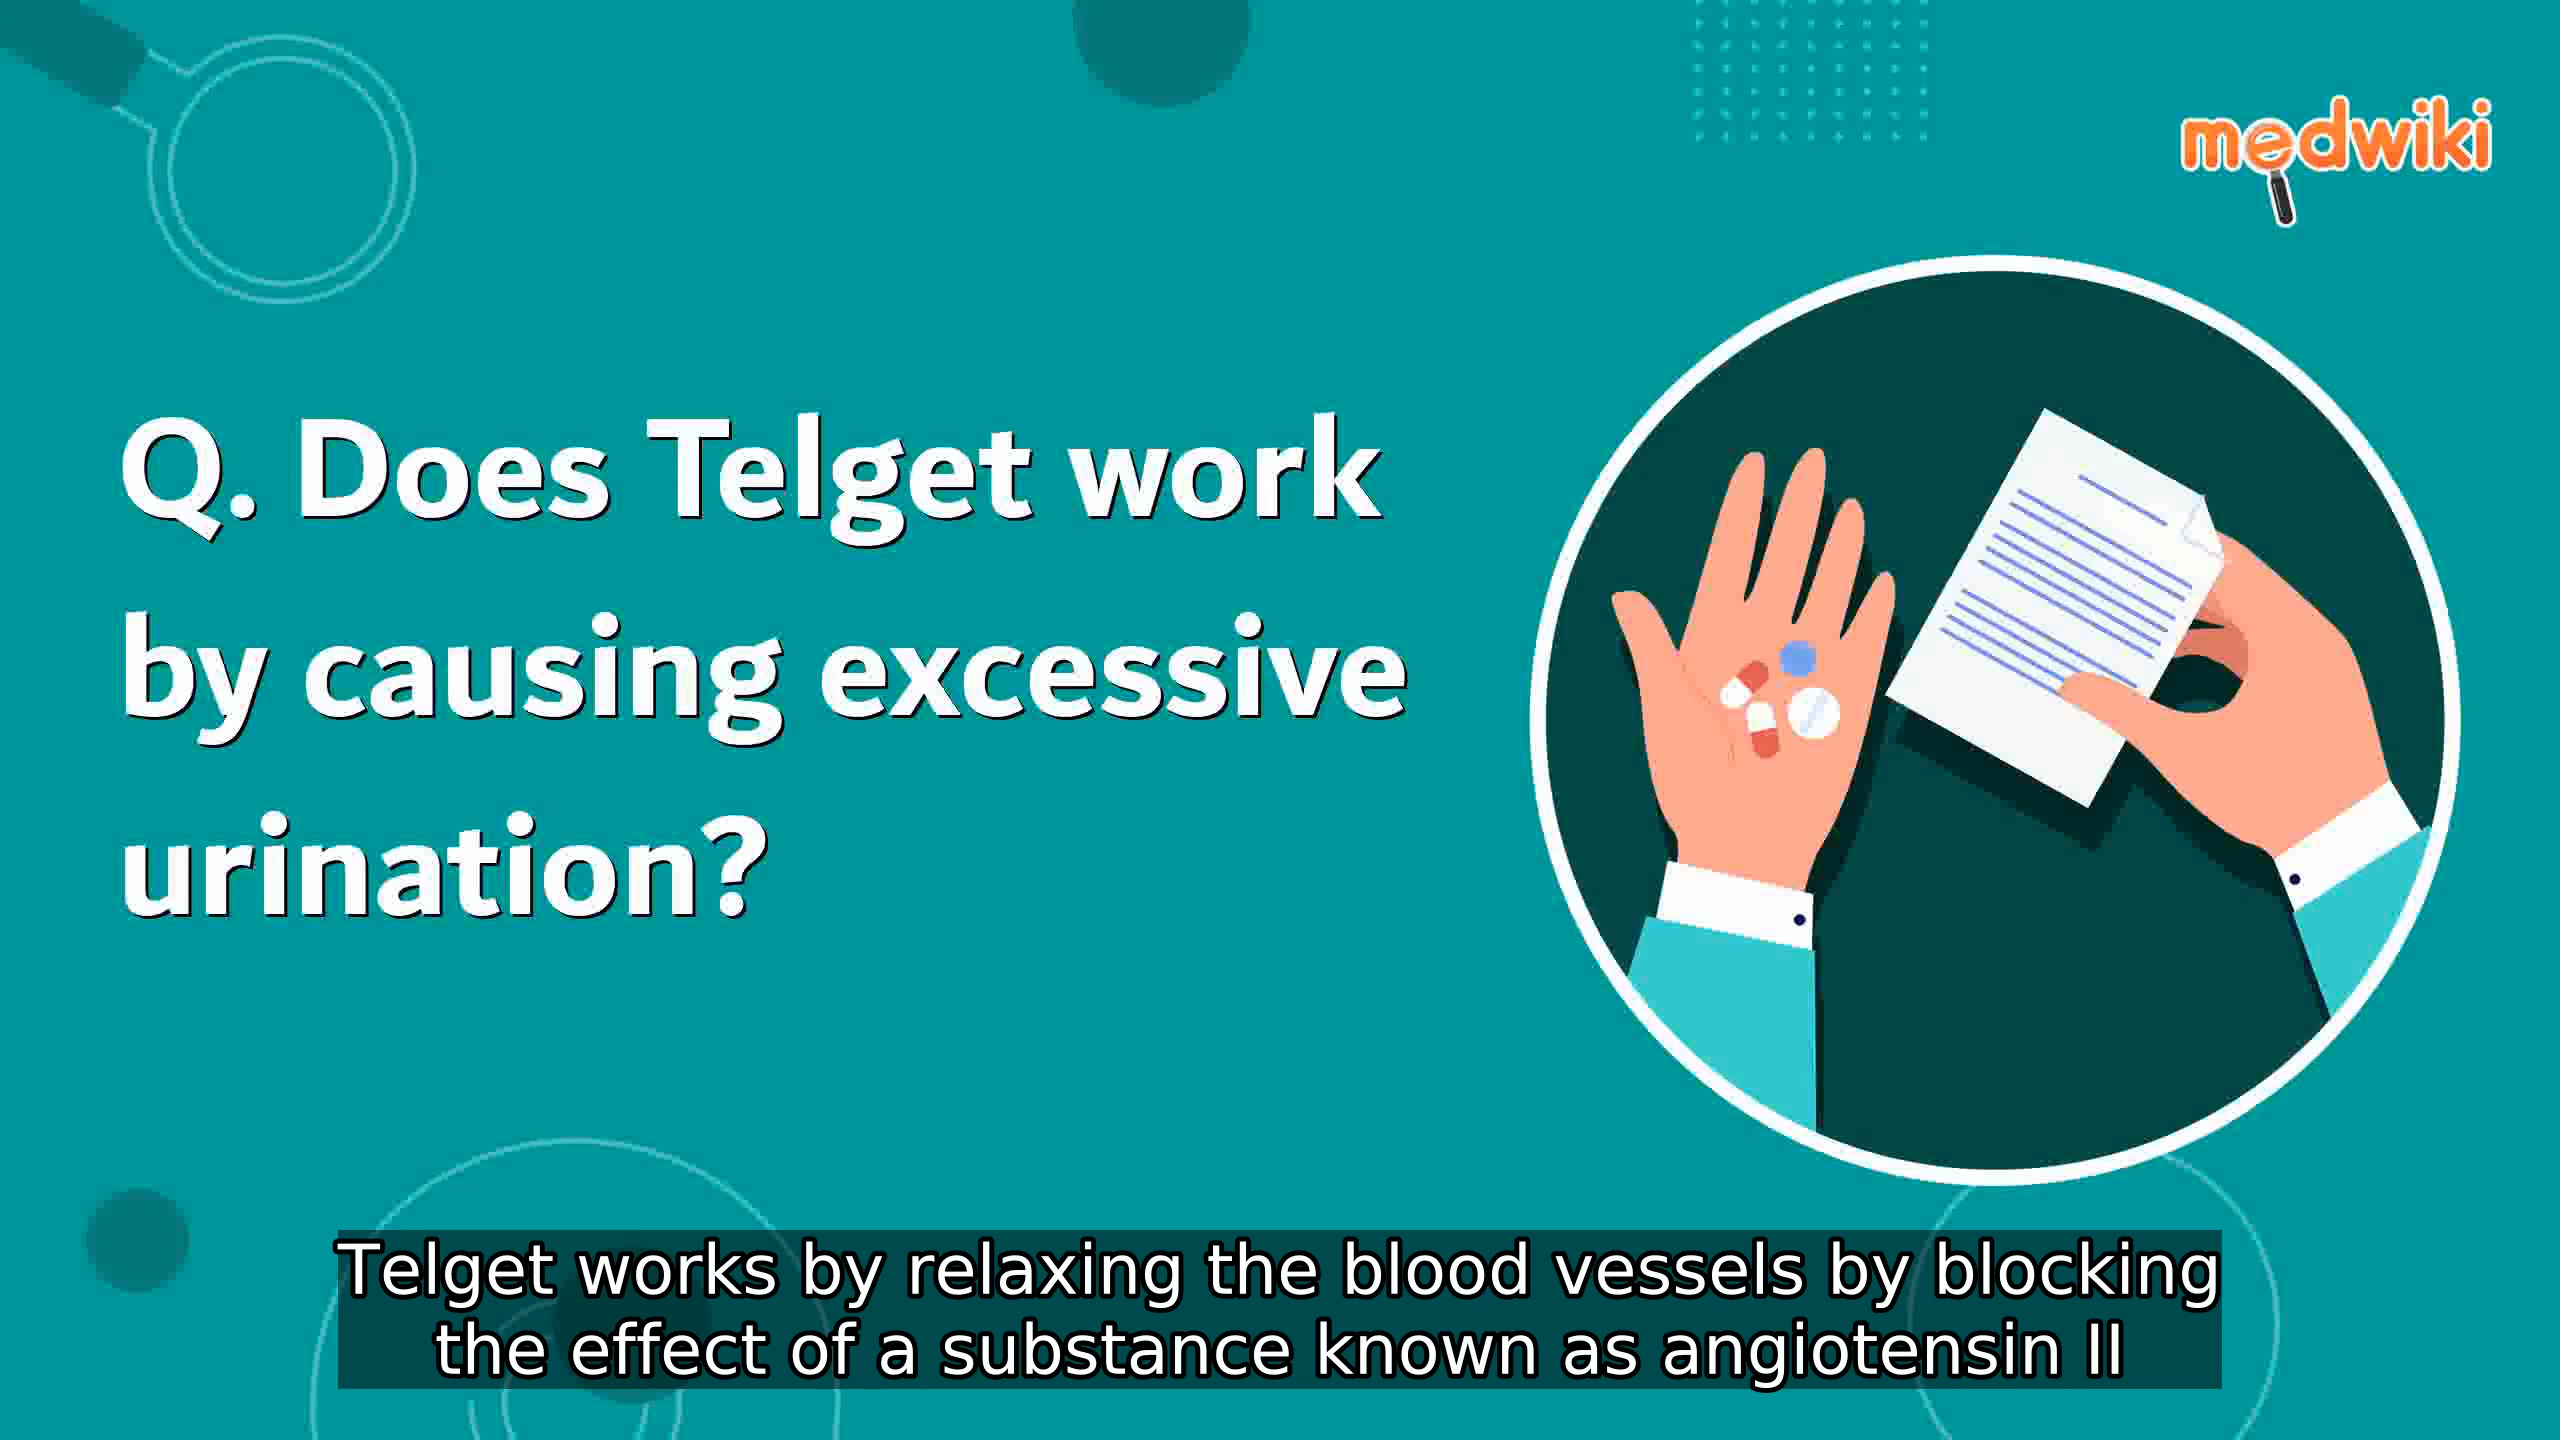 medwiki
Q. Does Telget work
by causing excessive
urination?
Telget works by relaxing the blood vessels by blocking
the effect of a substance known as angiotensin II